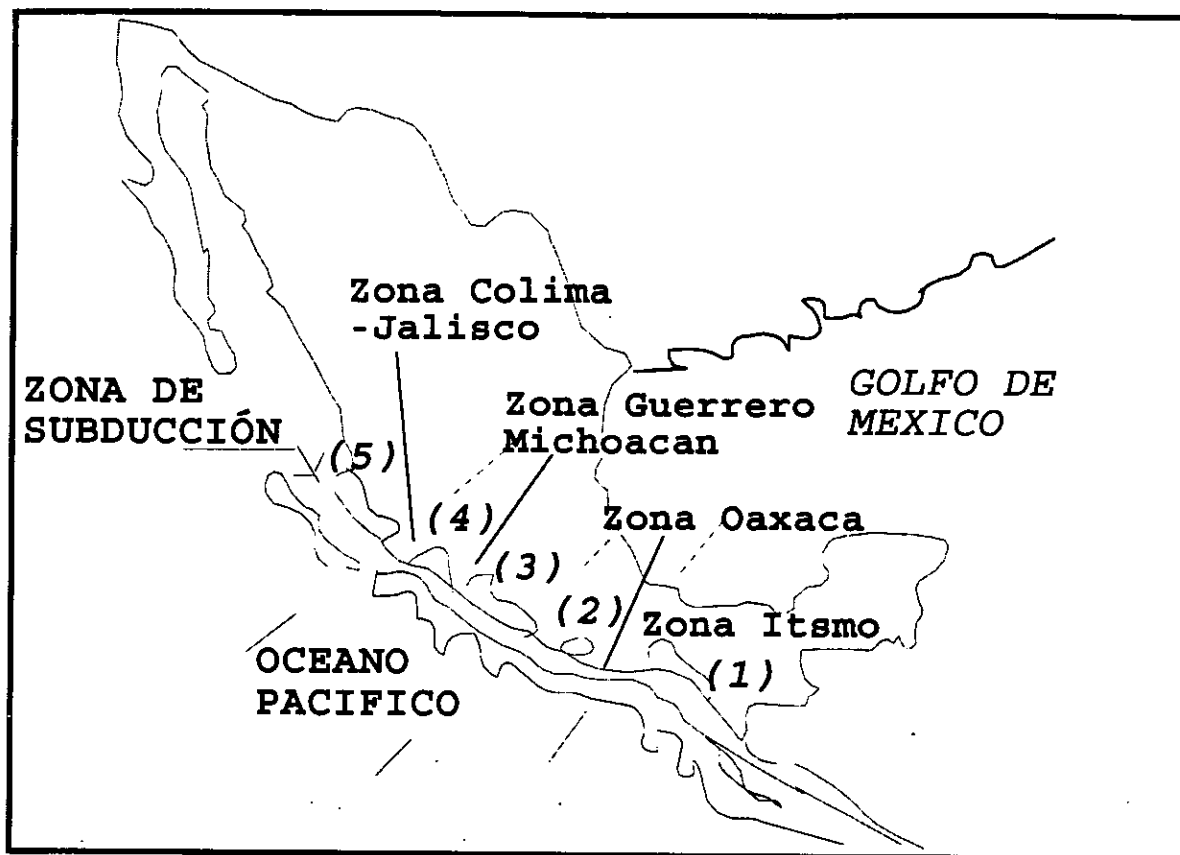 Zona Colima
-Jalisco
ZONA DE
SUBDUCCIÓN
Zona Guerrero
Michoacan
GOLFO DE
MEXICO
(5)
(4)
Zona Oaxaca
(3)
(2)
Zona Itsmo
(1)
OCEANO
PACIFICO